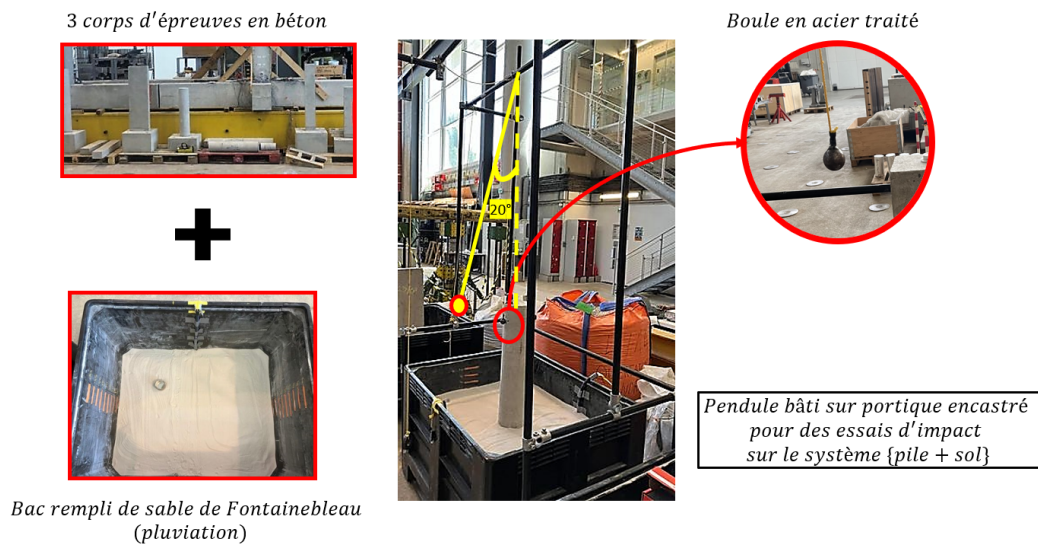 3 corps d'épreuves en béton
Boule en acier traité
20°
Pendule bâti sur portique encastré
pour des essais d'impact
sur le système {pile + sol}
Bac rempli de sable de Fontainebleau
(pluviation)